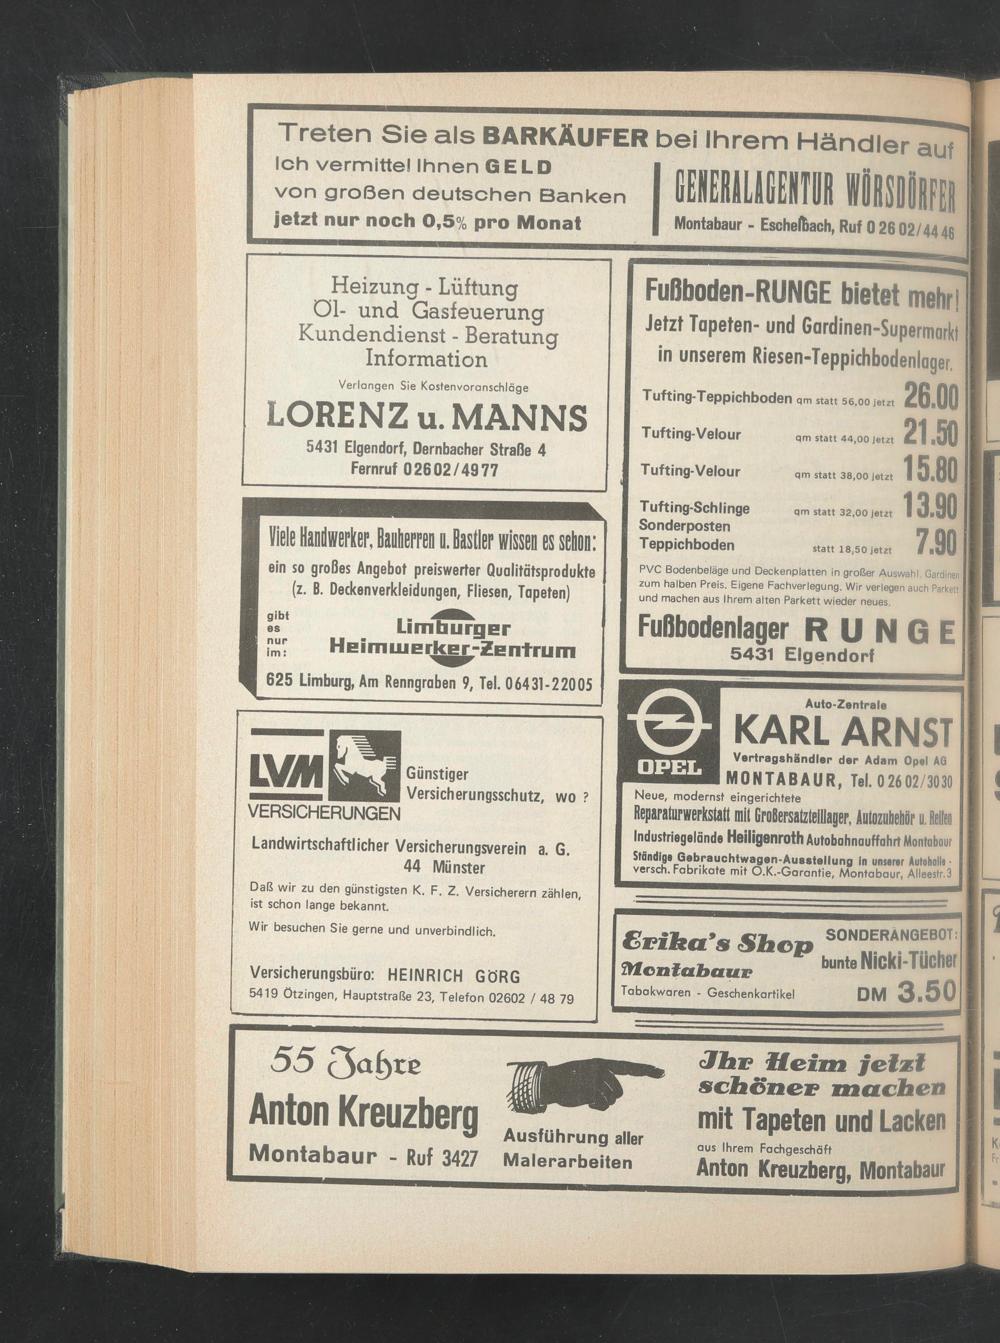 Treten Sie als BARKÄUFER bei Ihrem Händler auf
Ich vermittel Ihnen GELD
von großen deutschen Banken
jetzt nur noch 0,5% pro Monat
GENERALAGENTUR WÖRSDÖRFER
Montabaur - Eschelbach, Ruf 0 26 02/44 46
Heizung - Lüftung
Öl- und Gasfeuerung
Kundendienst - Beratung
Information
Verlangen Sie Kostenvoranschläge
LORENZ u. MANNS
5431 Elgendorf, Dernbacher Straße 4
Fernruf 0 26 02 / 49 77
Viele Handwerker, Bauherren u. Bastler wissen es schon:
ein so großes Angebot preiswerter Qualitätsprodukte
(z. B. Deckenverkleidungen, Fliesen, Tapeten)
gibt
es
nur
im:
Limburger
Heimwerker-Zentrum
625 Limburg, Am Renngraben 9, Tel. 06431-22005
LVM
VERSICHERUNGEN
Günstiger
Versicherungsschutz, wo ?
Landwirtschaftlicher Versicherungsverein a. G.
44 Münster
Daß wir zu den günstigsten K. F. Z. Versicherern zählen,
ist schon lange bekannt.
Wir besuchen Sie gerne und unverbindlich.
Versicherungsbüro: HEINRICH GÖRG
5419 Ötzingen, Hauptstraße 23, Telefon 02602 / 48 79
Fußboden-RUNGE bietet mehr!
Jetzt Tapeten- und Gardinen-Supermarkt
in unserem Riesen-Teppichbodenlager.
Tufting-Teppichboden qm statt 56,00 jetzt 26.00
Tufting-Velour qm statt 44,00 jetzt 21.50
Tufting-Velour qm statt 38,00 jetzt 15.80
Tufting-Schlinge qm statt 32,00 jetzt 13.90
Sonderposten
Teppichboden statt 18,50 jetzt 7.90
PVC Bodenbeläge und Deckenplatten in großer Auswahl. Gardinen
zum halben Preis. Eigene Fachverlegung. Wir verlegen auch Parkett
und machen aus Ihrem alten Parkett wieder neues.
Fußbodenlager RUNGE
5431 Elgendorf
OPEL
Auto-Zentrale
KARL ARNST
Vertragshändler der Adam Opel AG
MONTABAUR, Tel. 0 26 02/30 30
Neue, modernst eingerichtete
Reparaturwerkstatt mit Großersatzteillager, Autozubehör u. Reifen
Industriegelände Heiligenroth Autobahnauffahrt Montabaur
Ständige Gebrauchtwagen-Ausstellung in unserer Autohalle -
versch. Fabrikate mit O.K.-Garantie, Montabaur, Alleestr. 3
Erika's Shop
Montabaur
Tabakwaren - Geschenkartikel
SONDERANGEBOT:
bunte Nicki-Tücher
DM 3.50
55 Jahre
Anton Kreuzberg
Montabaur - Ruf 3427
Ausführung aller
Malerarbeiten
Ihr Heim jetzt
schöner machen
mit Tapeten und Lacken
aus Ihrem Fachgeschäft
Anton Kreuzberg, Montabaur